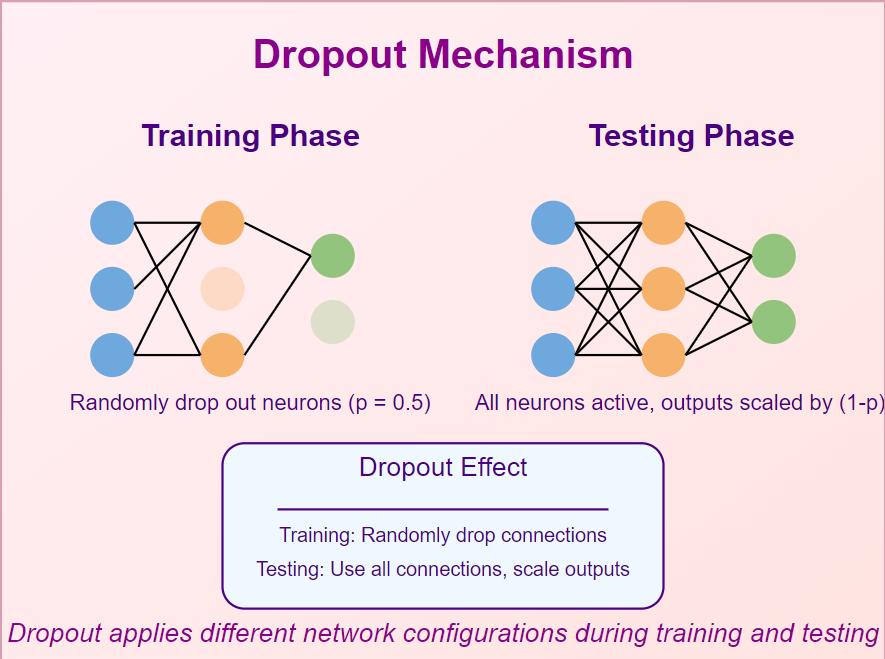 Dropout Mechanism
Training Phase
Testing Phase
Randomly drop out neurons (p = 0.5)
All neurons active, outputs scaled by (1-p)
Dropout Effect
Training: Randomly drop connections
Testing: Use all connections, scale outputs
Dropout applies different network configurations during training and testing